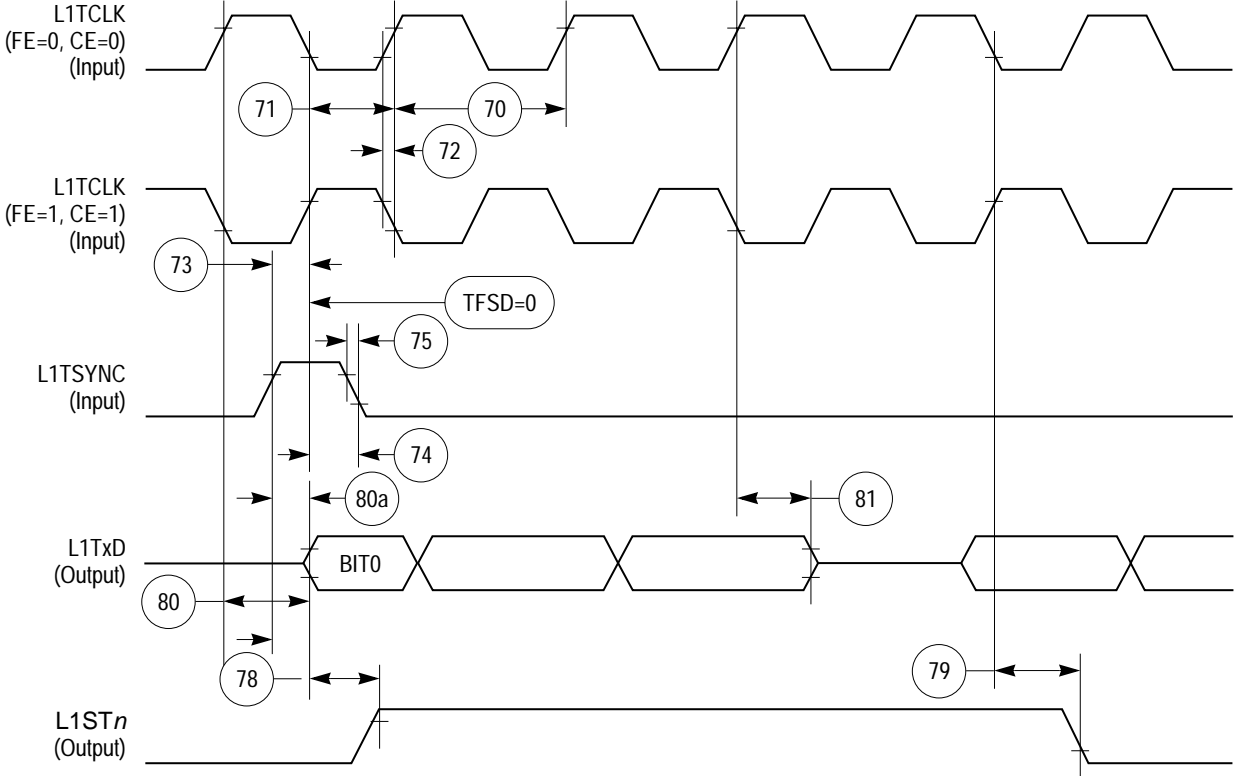 L1TCLK
(FE=0, CE=0)
(Input)
71
70
72
L1TCLK
(FE=1, CE=1)
(Input)
73
TFSD=0
75
L1TSYNC
(Input)
74
80a
81
L1TxD
(Output)
BIT0
80
78
79
L1STn
(Output)